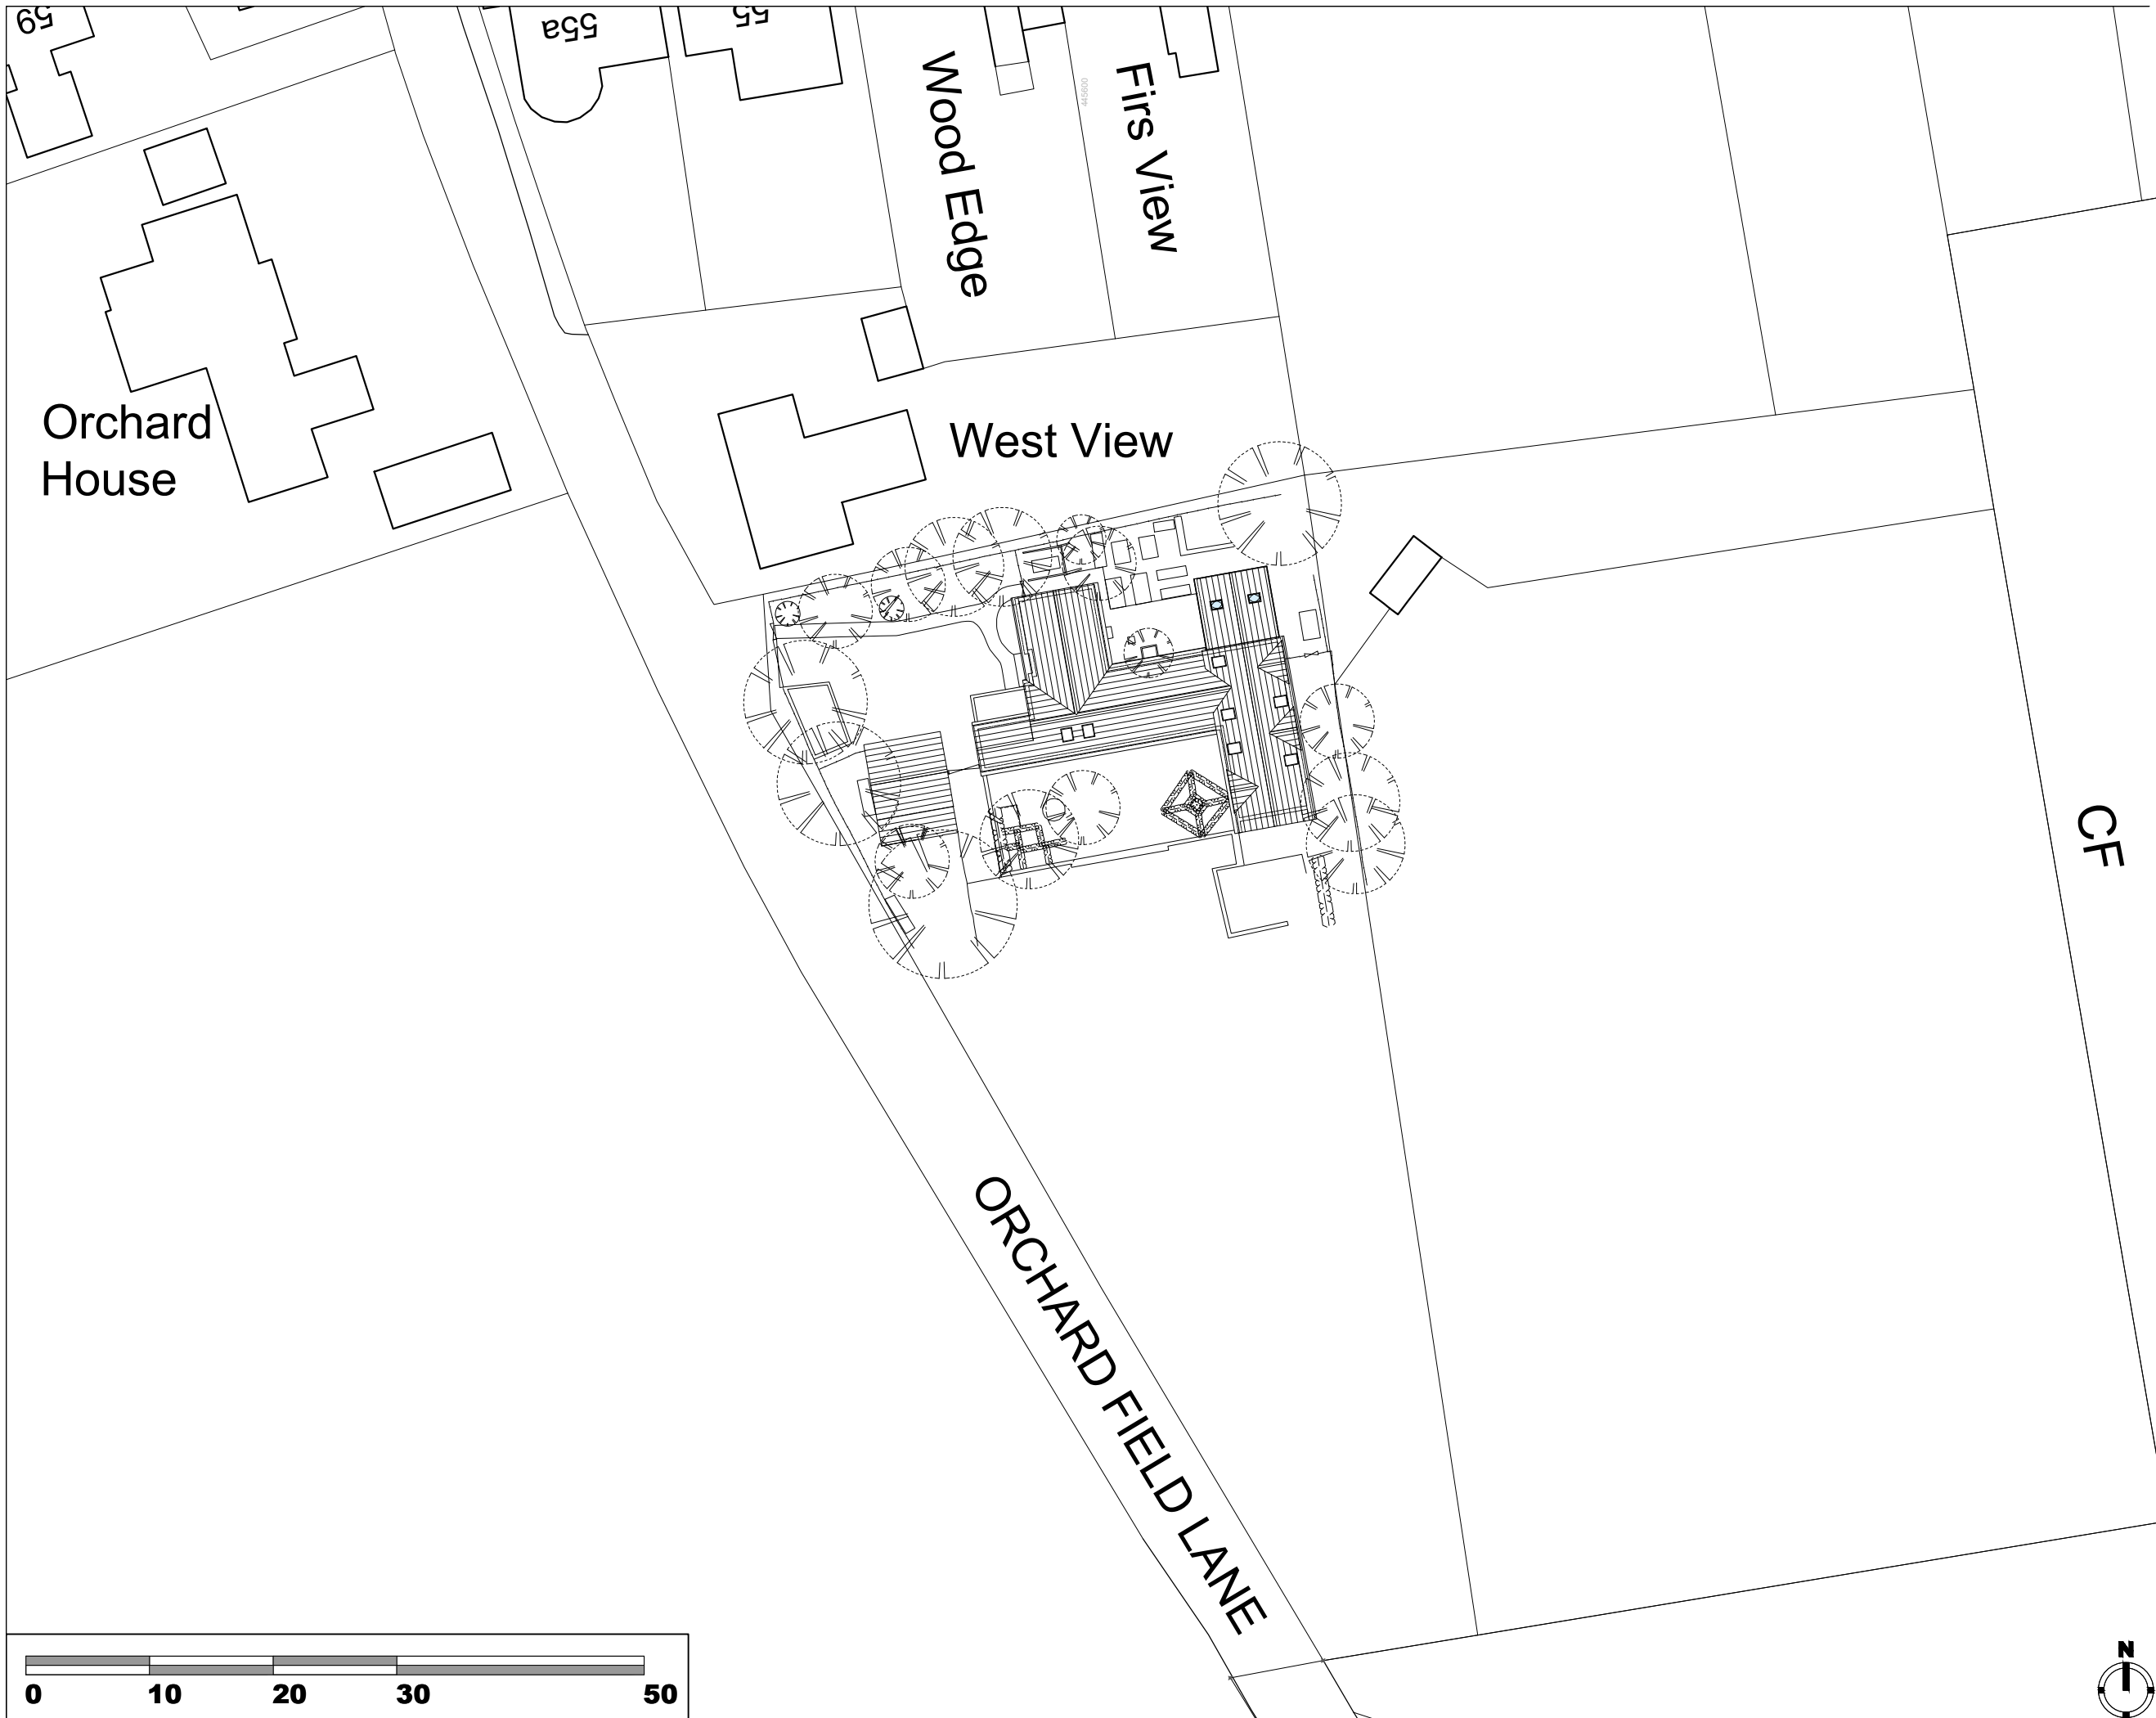 59
55a
55
Wood Edge
Firs View
445600
Orchard
House
West View
CF
ORCHARD FIELD LANE
0 10 20 30 50
N